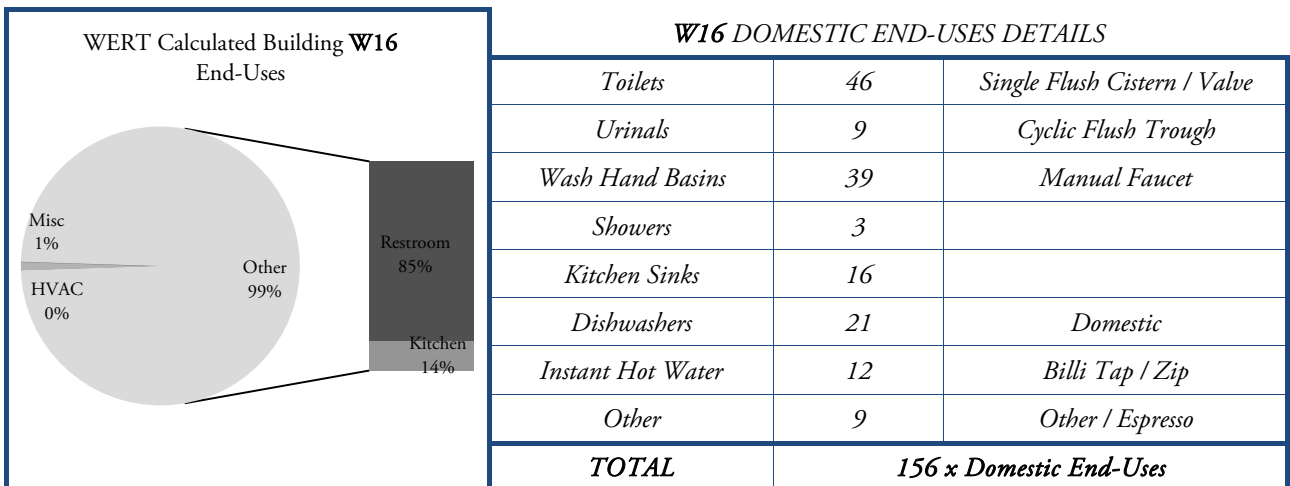 WERT Calculated Building W16
End-Uses
Misc
1%
HVAC
0%
Other
99%
Restroom
85%
Kitchen
14%
W16 DOMESTIC END-USES DETAILS
Toilets 46 Single Flush Cistern / Valve
Urinals 9 Cyclic Flush Trough
Wash Hand Basins 39 Manual Faucet
Showers 3
Kitchen Sinks 16
Dishwashers 21 Domestic
Instant Hot Water 12 Billi Tap / Zip
Other 9 Other / Espresso
TOTAL 156 x Domestic End-Uses